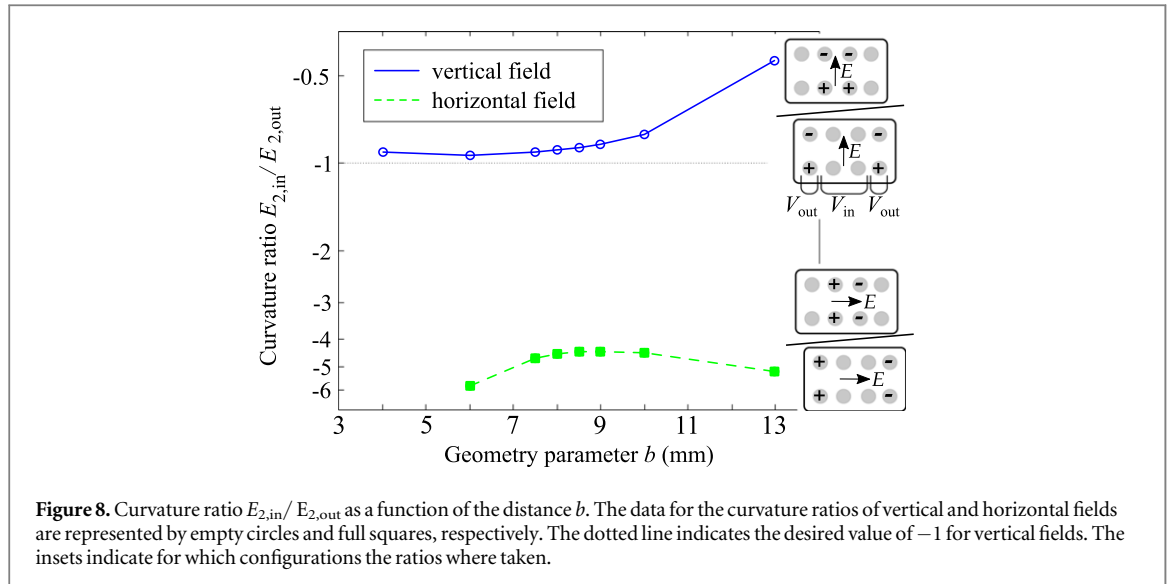 -0.5
-1
-2
-3
-4
-5
-6
Curvature ratio E2,in/ E2,out
vertical field
horizontal field
3 5 7 9 11 13
Geometry parameter b (mm)
- -
E
+ +
- -
E
+ +
Vout Vin Vout
+ -
E
+ -
+ -
E
+ -
Figure 8. Curvature ratio E2,in/ E2,out as a function of the distance b. The data for the curvature ratios of vertical and horizontal fields
are represented by empty circles and full squares, respectively. The dotted line indicates the desired value of −1 for vertical fields. The
insets indicate for which configurations the ratios where taken.